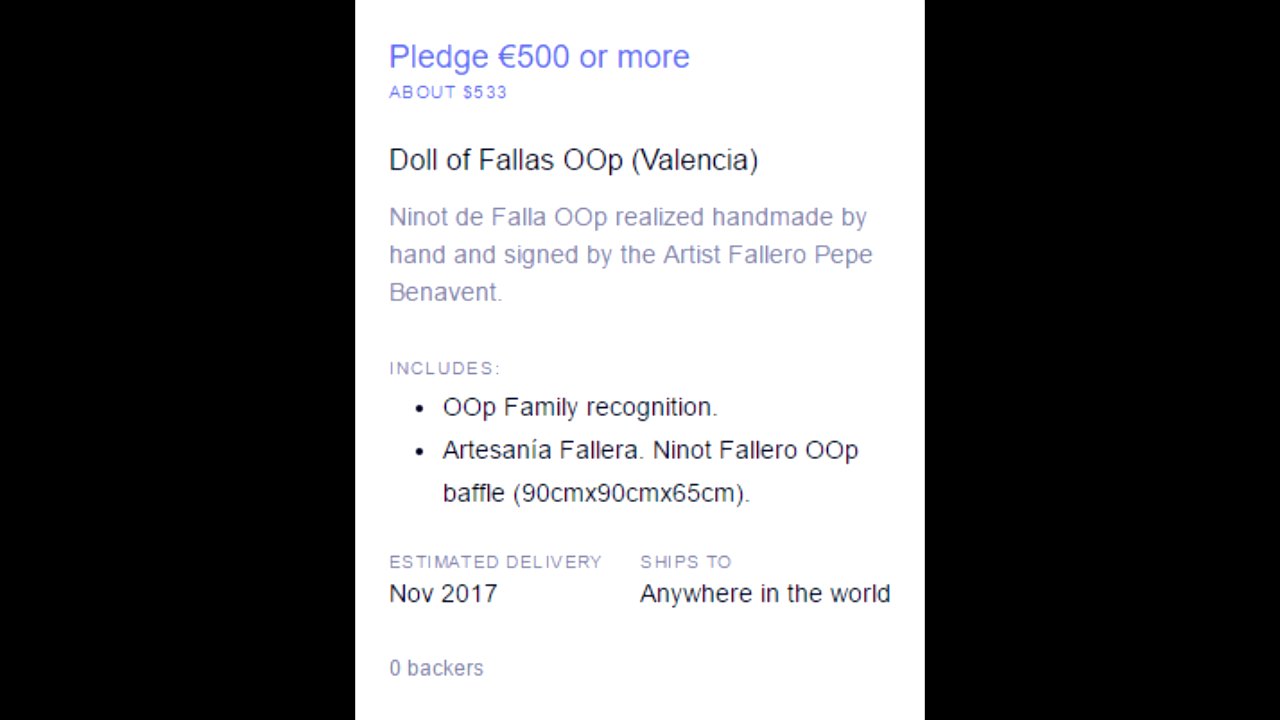 Pledge €500 or more
ABOUT $533
Doll of Fallas OOp (Valencia)
Ninot de Falla OOp realized handmade by
hand and signed by the Artist Fallero Pepe
Benavent.
INCLUDES:
• OOp Family recognition.
• Artesanía Fallera. Ninot Fallero OOp
baffle (90cmx90cmx65cm).
ESTIMATED DELIVERY SHIPS TO
Nov 2017 Anywhere in the world
0 backers